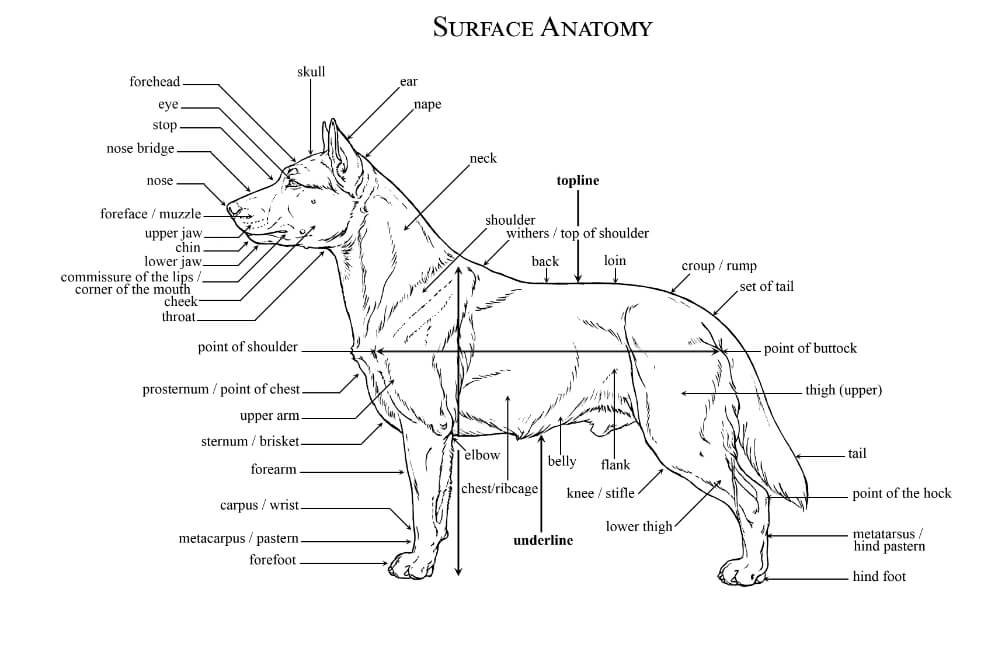 SURFACE ANATOMY
skull
forehead
ear
eye
nape
stop
nose bridge
neck
nose
topline
foreface / muzzle
shoulder
upper jaw
withers / top of shoulder
chin
lower jaw
back
loin
croup / rump
commissure of the lips /
corner of the mouth
set of tail
cheek
throat
point of shoulder
point of buttock
prosternum / point of chest
thigh (upper)
upper arm
sternum / brisket
elbow
tail
belly
flank
forearm
chest/ribcage
knee / stifle
point of the hock
carpus / wrist
lower thigh
metacarpus / pastern
underline
metatarsus /
hind pastern
forefoot
hind foot